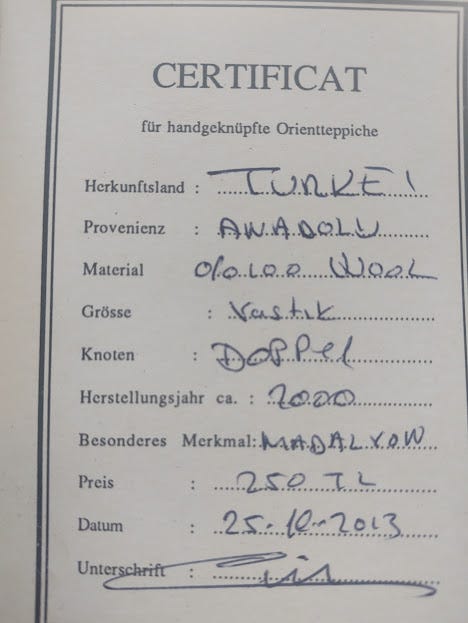 CERTIFICAT
für handgeknüpfte Orientteppiche
Herkunftsland : TURKEI
Provenienz : ANADOLU
Material % 100 WOOL
Grösse : Yastık
Knoten : DOPPel
Herstellungsjahr ca. : 2000
Besonderes Merkmal: MADALYON
Preis : 250 TL
Datum : 25-10-2013
Unterschrift :